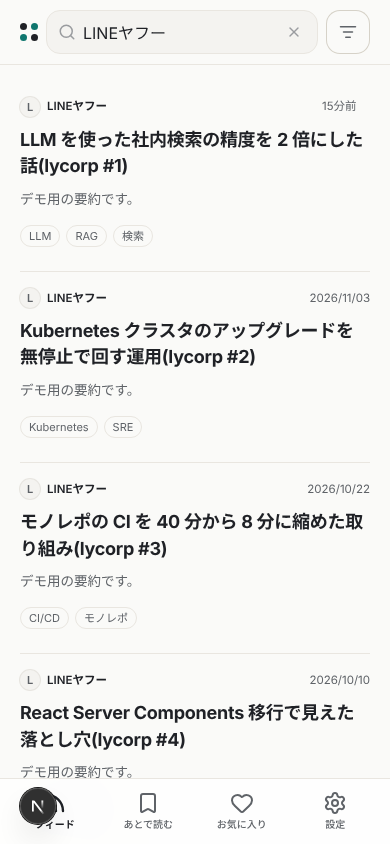 LINEヤフー
L LINEヤフー 15分前
LLM を使った社内検索の精度を 2 倍にした
話(lycorp #1)
デモ用の要約です。
LLM RAG 検索
L LINEヤフー 2026/11/03
Kubernetes クラスタのアップグレードを
無停止で回す運用(lycorp #2)
デモ用の要約です。
Kubernetes SRE
L LINEヤフー 2026/10/22
モノレポの CI を 40 分から 8 分に縮めた取
り組み(lycorp #3)
デモ用の要約です。
CI/CD モノレポ
L LINEヤフー 2026/10/10
React Server Components 移行で見えた
落とし穴(lycorp #4)
デモ用の要約です。
N
フィード あとで読む お気に入り 設定